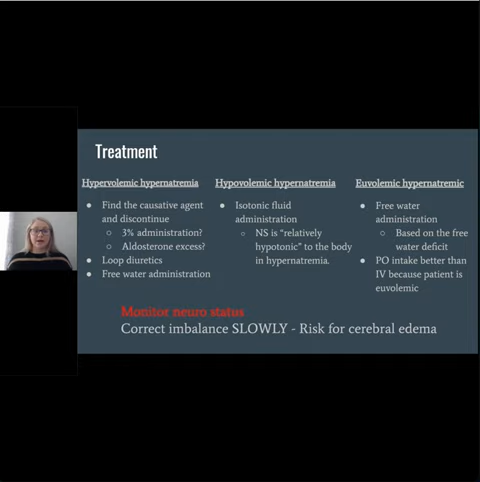 Treatment
Hypervolemic hypernatremia
Find the causative agent
and discontinue
3% administration?
Aldosterone excess?
Loop diuretics
Free water administration
Hypovolemic hypernatremia
Isotonic fluid
administration
NS is "relatively
hypotonic" to the body
in hypernatremia.
Euvolemic hypernatremic
Free water
administration
Based on the free
water deficit
PO intake better than
IV because patient is
euvolemic
Monitor neuro status
Correct imbalance SLOWLY - Risk for cerebral edema